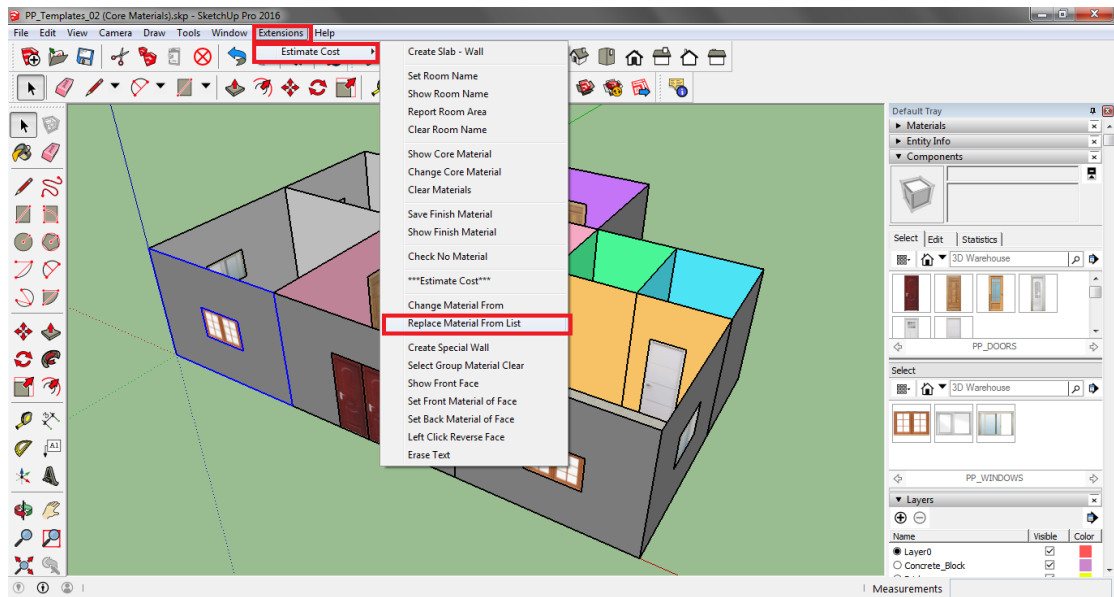 PP_Templates_02 (Core Materials).skp - SketchUp Pro 2016
File Edit View Camera Draw Tools Window Extensions Help
Estimate Cost
Create Slab - Wall
Set Room Name
Show Room Name
Report Room Area
Clear Room Name
Show Core Material
Change Core Material
Clear Materials
Save Finish Material
Show Finish Material
Check No Material
***Estimate Cost***
Change Material From
Replace Material From List
Create Special Wall
Select Group Material Clear
Show Front Face
Set Front Material of Face
Set Back Material of Face
Left Click Reverse Face
Erase Text
Default Tray
Materials
Entity Info
Components
Select Edit Statistics
3D Warehouse
PP_DOORS
Select
3D Warehouse
PP_WINDOWS
Layers
Name Visible Color
Layer0
Concrete_Block
A1
Measurements